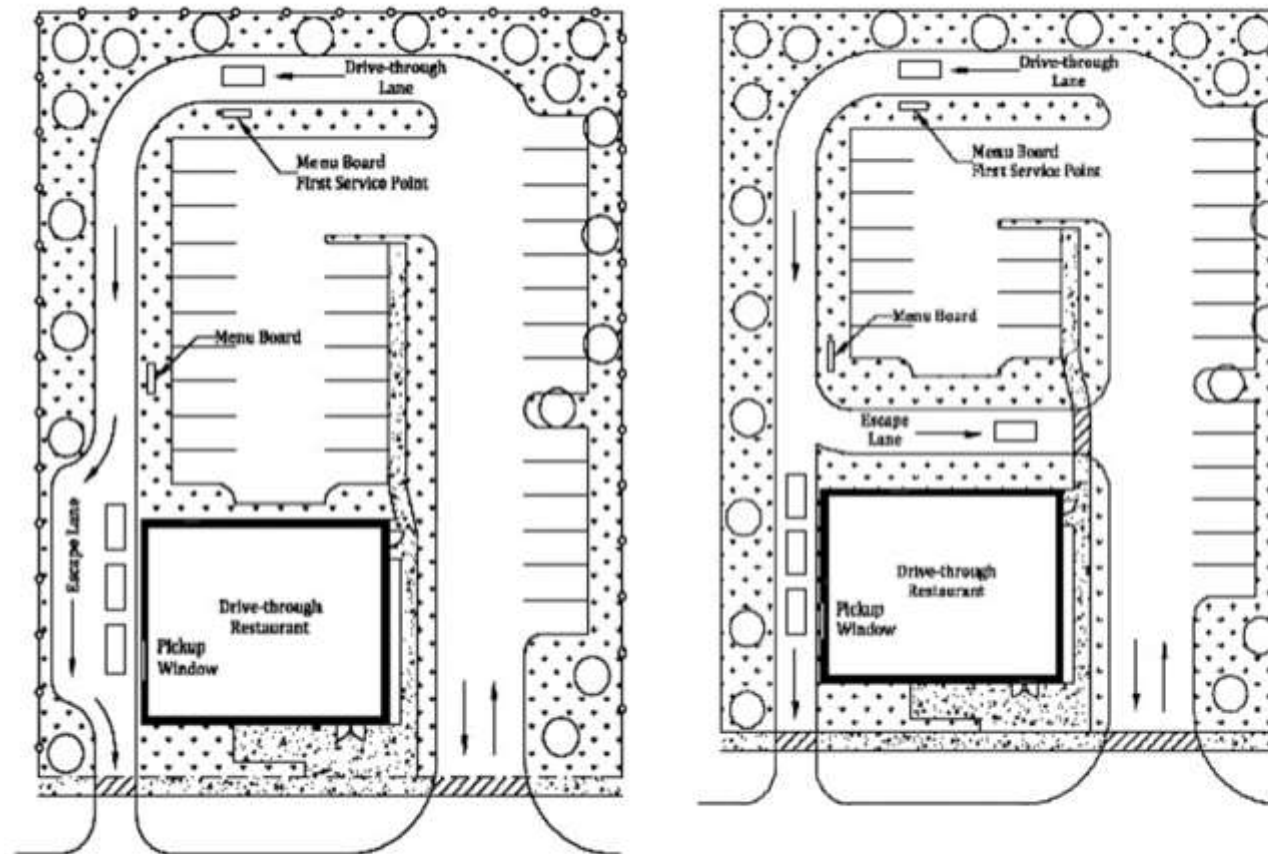 Drive-through
Lane
Menu Board
First Service Point
Menu Board
Escape Lane
Drive-through
Restaurant
Pickup
Window
Drive-through
Lane
Menu Board
First Service Point
Menu Board
Escape
Lane
Drive-through
Restaurant
Pickup
Window